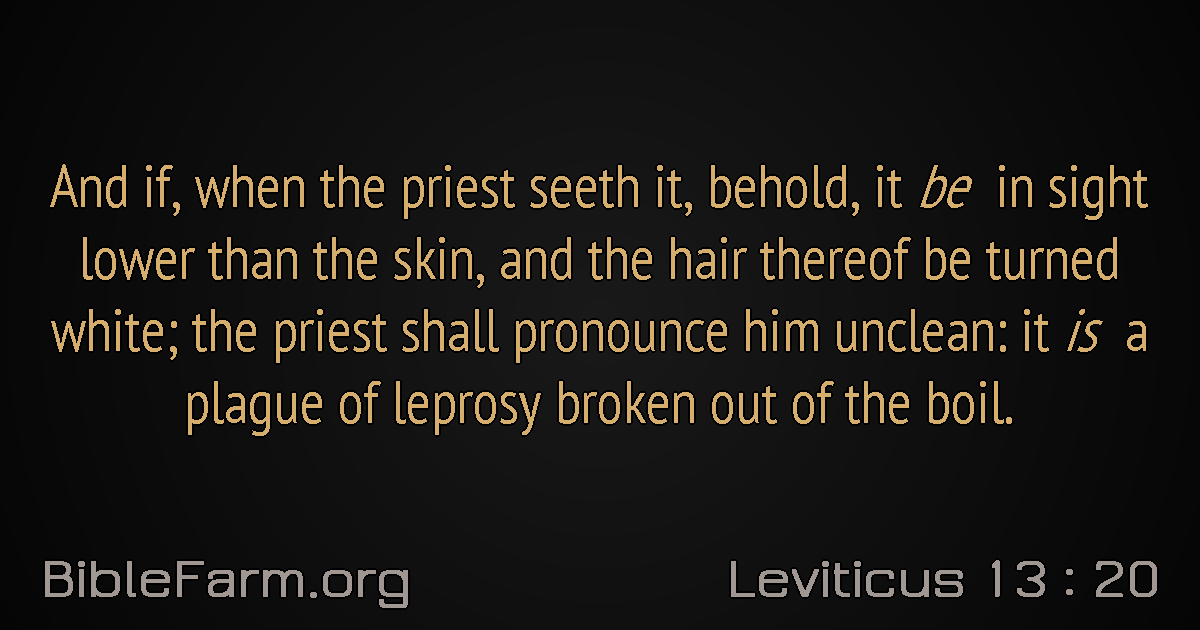 And if, when the priest seeth it, behold, it be in sight
lower than the skin, and the hair thereof be turned
white; the priest shall pronounce him unclean: it is a
plague of leprosy broken out of the boil.
BibleFarm.org
Leviticus 13 : 20